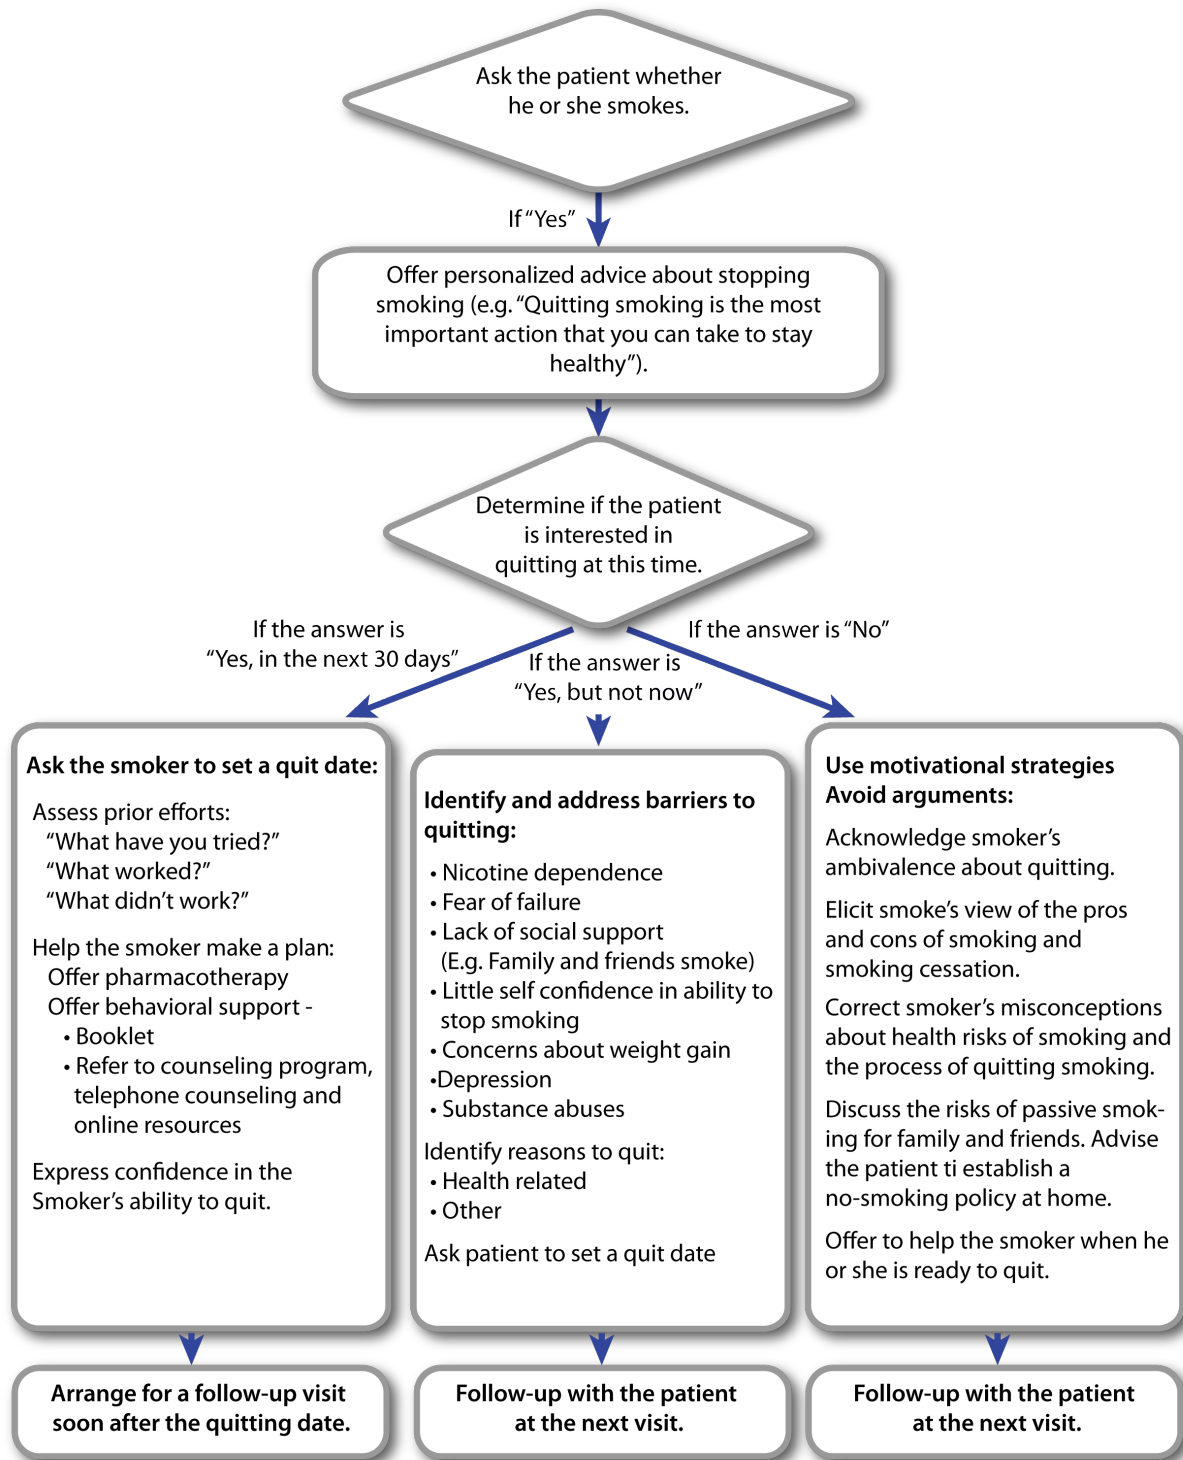 Ask the patient whether
he or she smokes.
If “Yes”
Offer personalized advice about stopping
smoking (e.g. “Quitting smoking is the most
important action that you can take to stay
healthy”).
Determine if the patient
is interested in
quitting at this time.
If the answer is
“Yes, in the next 30 days”
If the answer is
“Yes, but not now”
If the answer is “No”
Ask the smoker to set a quit date:
Assess prior efforts:
“What have you tried?”
“What worked?”
“What didn’t work?”
Help the smoker make a plan:
Offer pharmacotherapy
Offer behavioral support -
• Booklet
• Refer to counseling program,
telephone counseling and
online resources
Express confidence in the
Smoker’s ability to quit.
Arrange for a follow-up visit
soon after the quitting date.
Identify and address barriers to
quitting:
• Nicotine dependence
• Fear of failure
• Lack of social support
(E.g. Family and friends smoke)
• Little self confidence in ability to
stop smoking
• Concerns about weight gain
•Depression
• Substance abuses
Identify reasons to quit:
• Health related
• Other
Ask patient to set a quit date
Follow-up with the patient
at the next visit.
Use motivational strategies
Avoid arguments:
Acknowledge smoker’s
ambivalence about quitting.
Elicit smoke’s view of the pros
and cons of smoking and
smoking cessation.
Correct smoker’s misconceptions
about health risks of smoking and
the process of quitting smoking.
Discuss the risks of passive smok-
ing for family and friends. Advise
the patient ti establish a
no-smoking policy at home.
Offer to help the smoker when he
or she is ready to quit.
Follow-up with the patient
at the next visit.